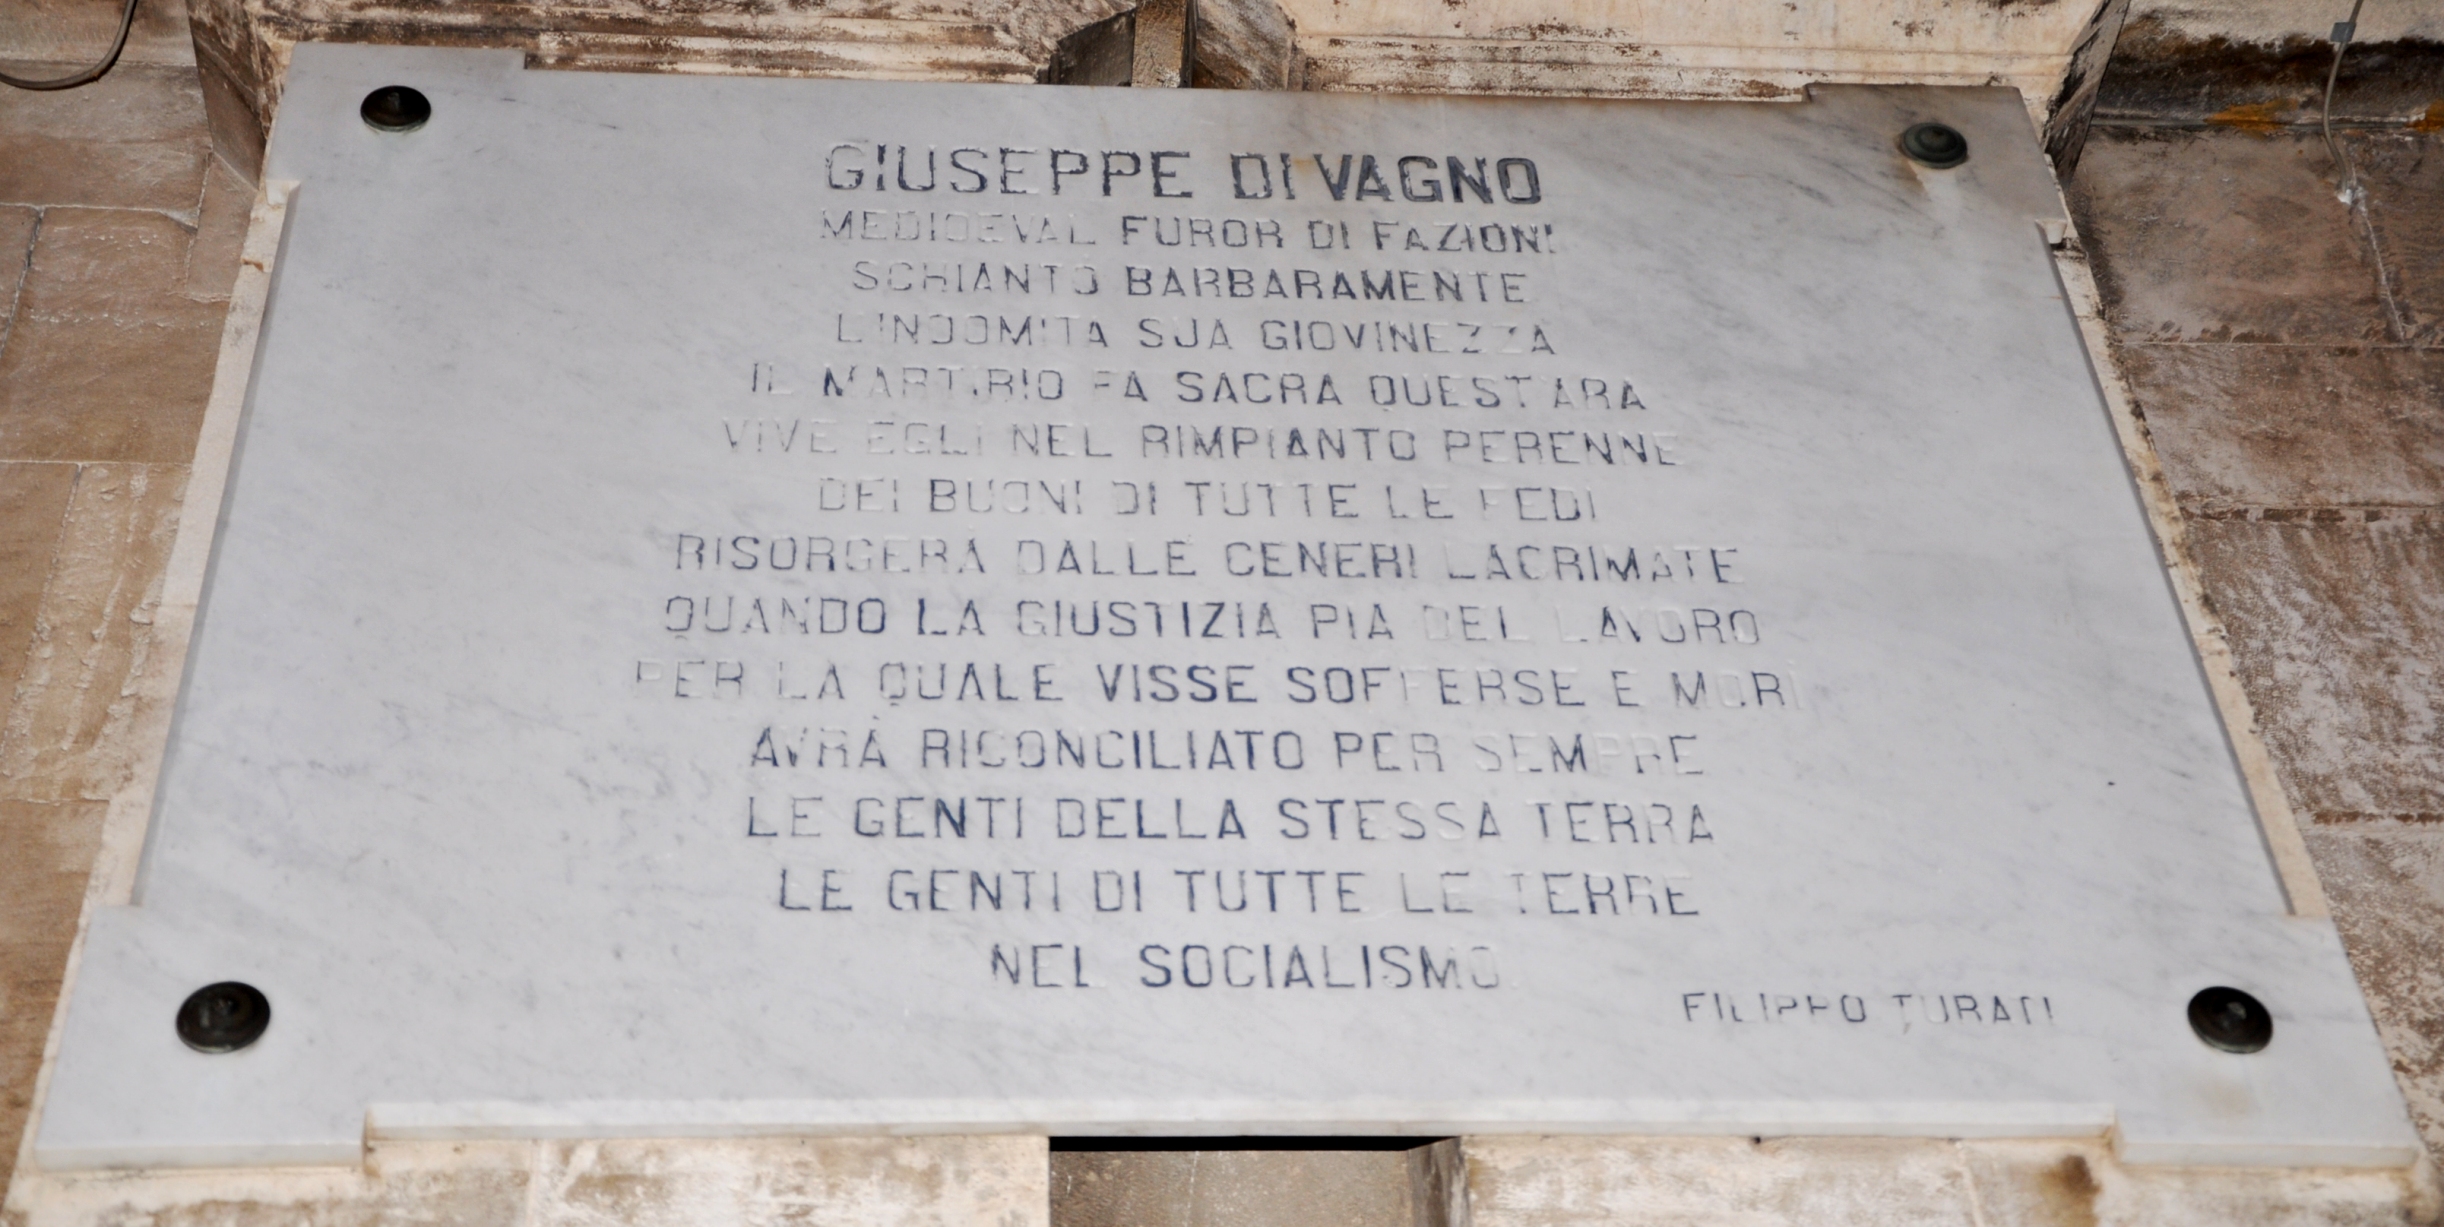 GIUSEPPE DI VAGNO
MEDIOEVAL FUROR DI FAZIONI
SCHIANTÒ BARBARAMENTE
L'INDOMITA SUA GIOVINEZZA
IL MARTIRIO FA SACRA QUEST'ARA
VIVE EGLI NEL RIMPIANTO PERENNE
DEI BUONI DI TUTTE LE FEDI
RISORGERÀ DALLE CENERI LACRIMATE
QUANDO LA GIUSTIZIA PIA DEL LAVORO
PER LA QUALE VISSE SOFFERSE E MORÌ
AVRÀ RICONCILIATO PER SEMPRE
LE GENTI DELLA STESSA TERRA
LE GENTI DI TUTTE LE TERRE
NEL SOCIALISMO
FILIPPO TURATI